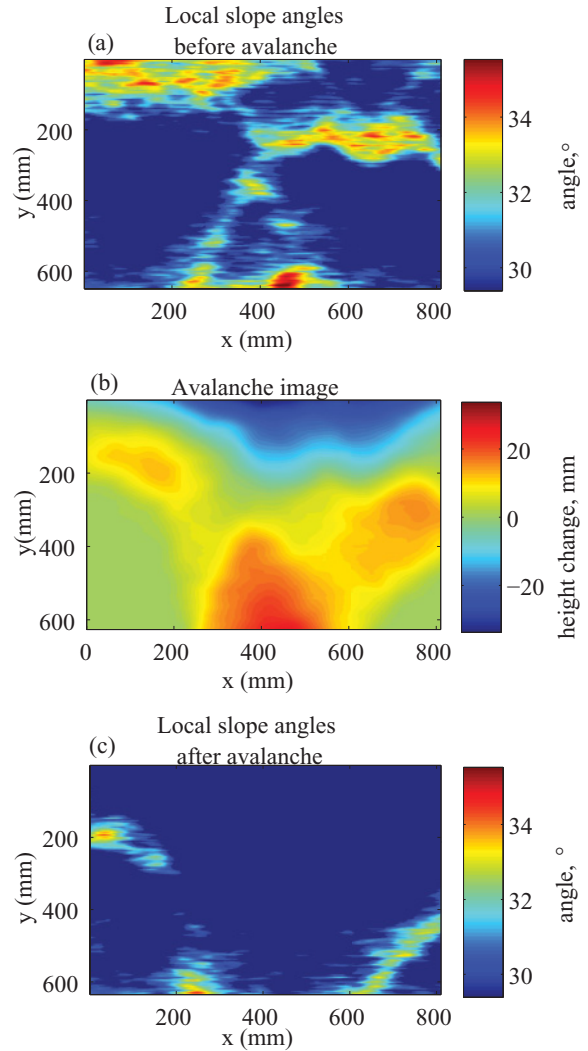 Local slope angles
(a) before avalanche
200
400
600
y (mm)
200 400 600 800
x (mm)
34
32
30
angle,°
(b) Avalanche image
200
400
600
y(mm)
0 200 400 600 800
x (mm)
20
0
−20
height change, mm
Local slope angles
(c) after avalanche
200
400
600
y (mm)
200 400 600 800
x (mm)
34
32
30
angle, °